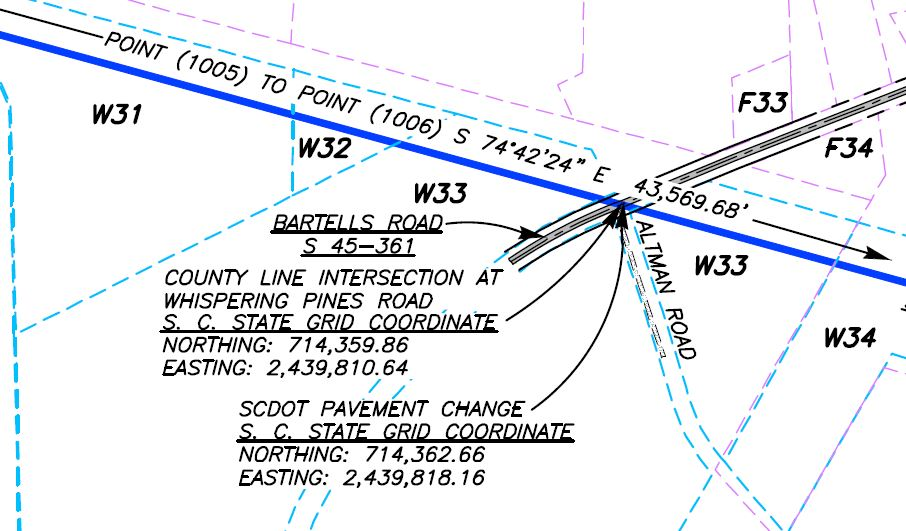 POINT (1005) TO POINT (1006) S 74°42'24" E 43,569.68'
W31
W32
W33
F33
F34
BARTELLS ROAD
S 45-361
COUNTY LINE INTERSECTION AT
WHISPERING PINES ROAD
S. C. STATE GRID COORDINATE
NORTHING: 714,359.86
EASTING: 2,439,810.64
ALTMAN ROAD
W33
W34
SCDOT PAVEMENT CHANGE
S. C. STATE GRID COORDINATE
NORTHING: 714,362.66
EASTING: 2,439,818.16